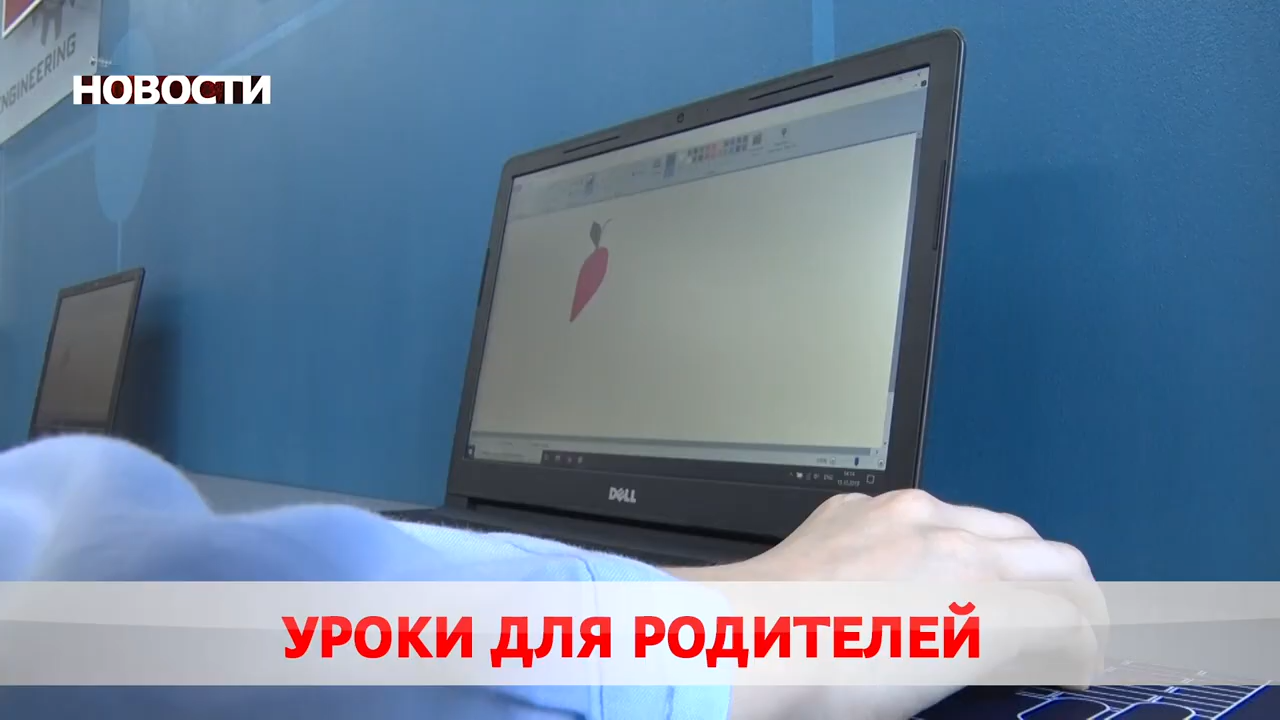 ENGINEERING
НОВОСТИ
DELL
УРОКИ ДЛЯ РОДИТЕЛЕЙ